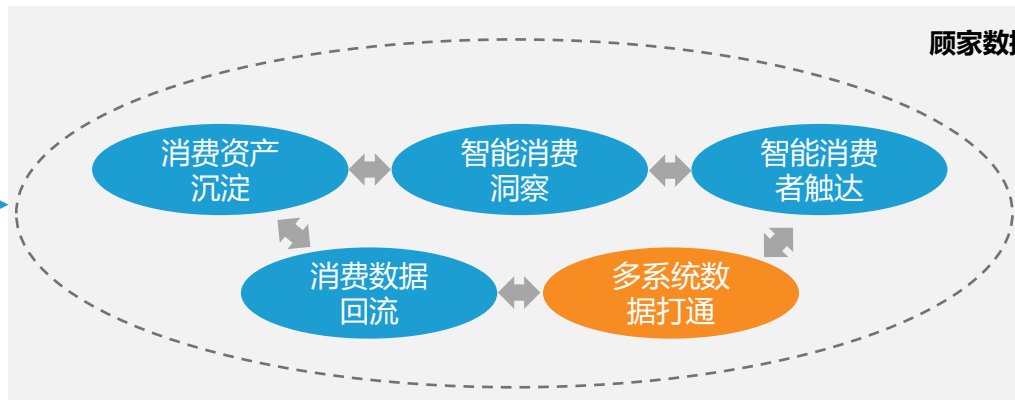 顾家数据
消费资产
沉淀
智能消费
洞察
智能消费
者触达
消费数据
回流
多系统数
据打通